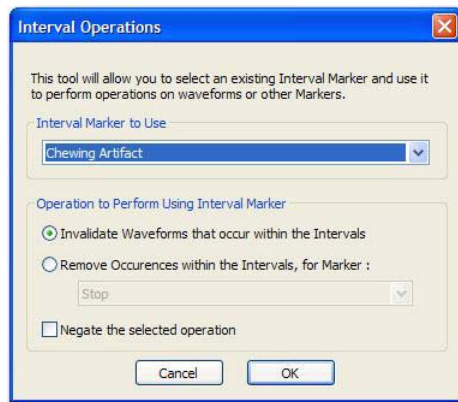 Interval Operations
This tool will allow you to select an existing Interval Marker and use it
to perform operations on waveforms or other Markers.
Interval Marker to Use
Chewing Artifact
Operation to Perform Using Interval Marker
Invalidate Waveforms that occur within the Intervals
Remove Occurences within the Intervals, for Marker :
Stop
Negate the selected operation
Cancel OK